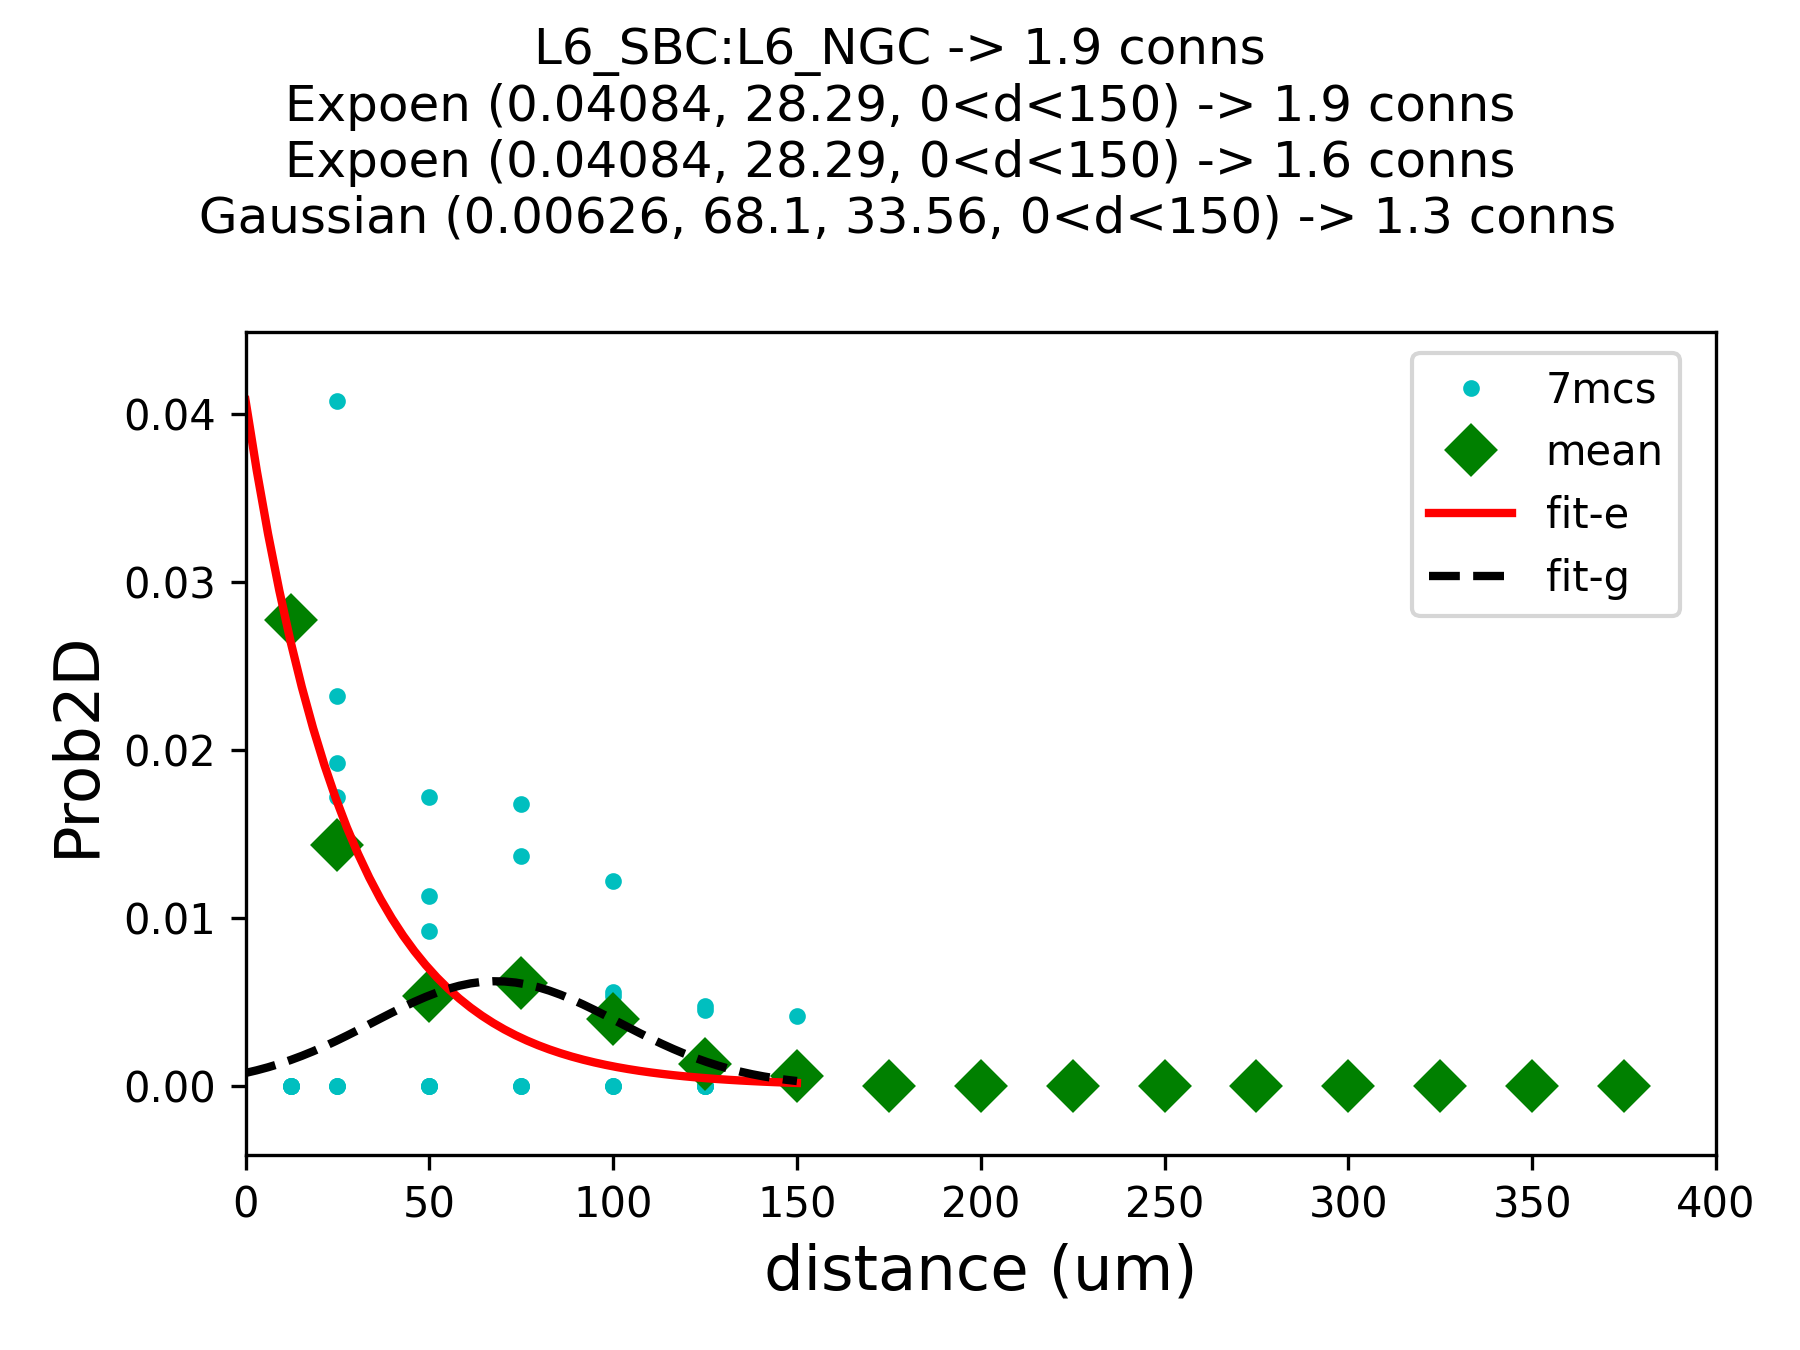 L6_SBC:L6_NGC -> 1.9 conns
Expoen (0.04084, 28.29, 0<d<150) -> 1.9 conns
Expoen (0.04084, 28.29, 0<d<150) -> 1.6 conns
Gaussian (0.00626, 68.1, 33.56, 0<d<150) -> 1.3 conns
7mcs
mean
fit-e
fit-g
Prob2D
0.04
0.03
0.02
0.01
0.00
0 50 100 150 200 250 300 350 400
distance (um)